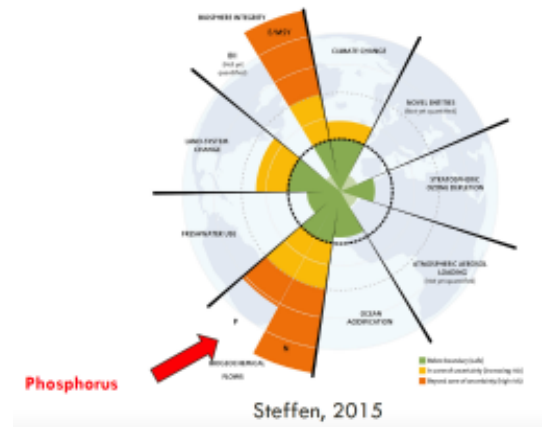 BIOSPHERE INTEGRITY
E/MSY
BII
(Not yet
quantified)
CLIMATE CHANGE
NOVEL ENTITIES
(Not yet quantified)
STRATOSPHERIC
OZONE DEPLETION
LAND-SYSTEM
CHANGE
FRESHWATER USE
ATMOSPHERIC AEROSOL
LOADING
(Not yet quantified)
OCEAN
ACIDIFICATION
P
N
BIOGEOCHEMICAL
FLOWS
Phosphorus
Below boundary (safe)
In zone of uncertainty (increasing risk)
Beyond zone of uncertainty (high risk)
Steffen, 2015